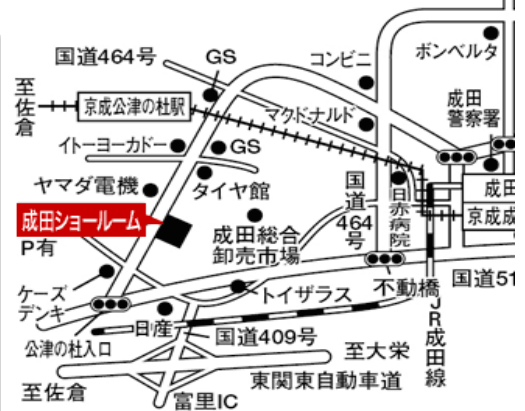 国道464号
GS
コンビニ
ボンベルタ
至佐倉
京成公津の杜駅
マクドナルド
成田
警察署
イトーヨーカドー
GS
ヤマダ電機
タイヤ館
国道464号
日赤病院
成田
京成成
成田ショールーム
P有
成田総合
卸売市場
ケーズ
デンキ
トイザラス
不動橋
国道51
日産
国道409号
JR成田線
公津の杜入口
至大栄
至佐倉
東関東自動車道
富里IC